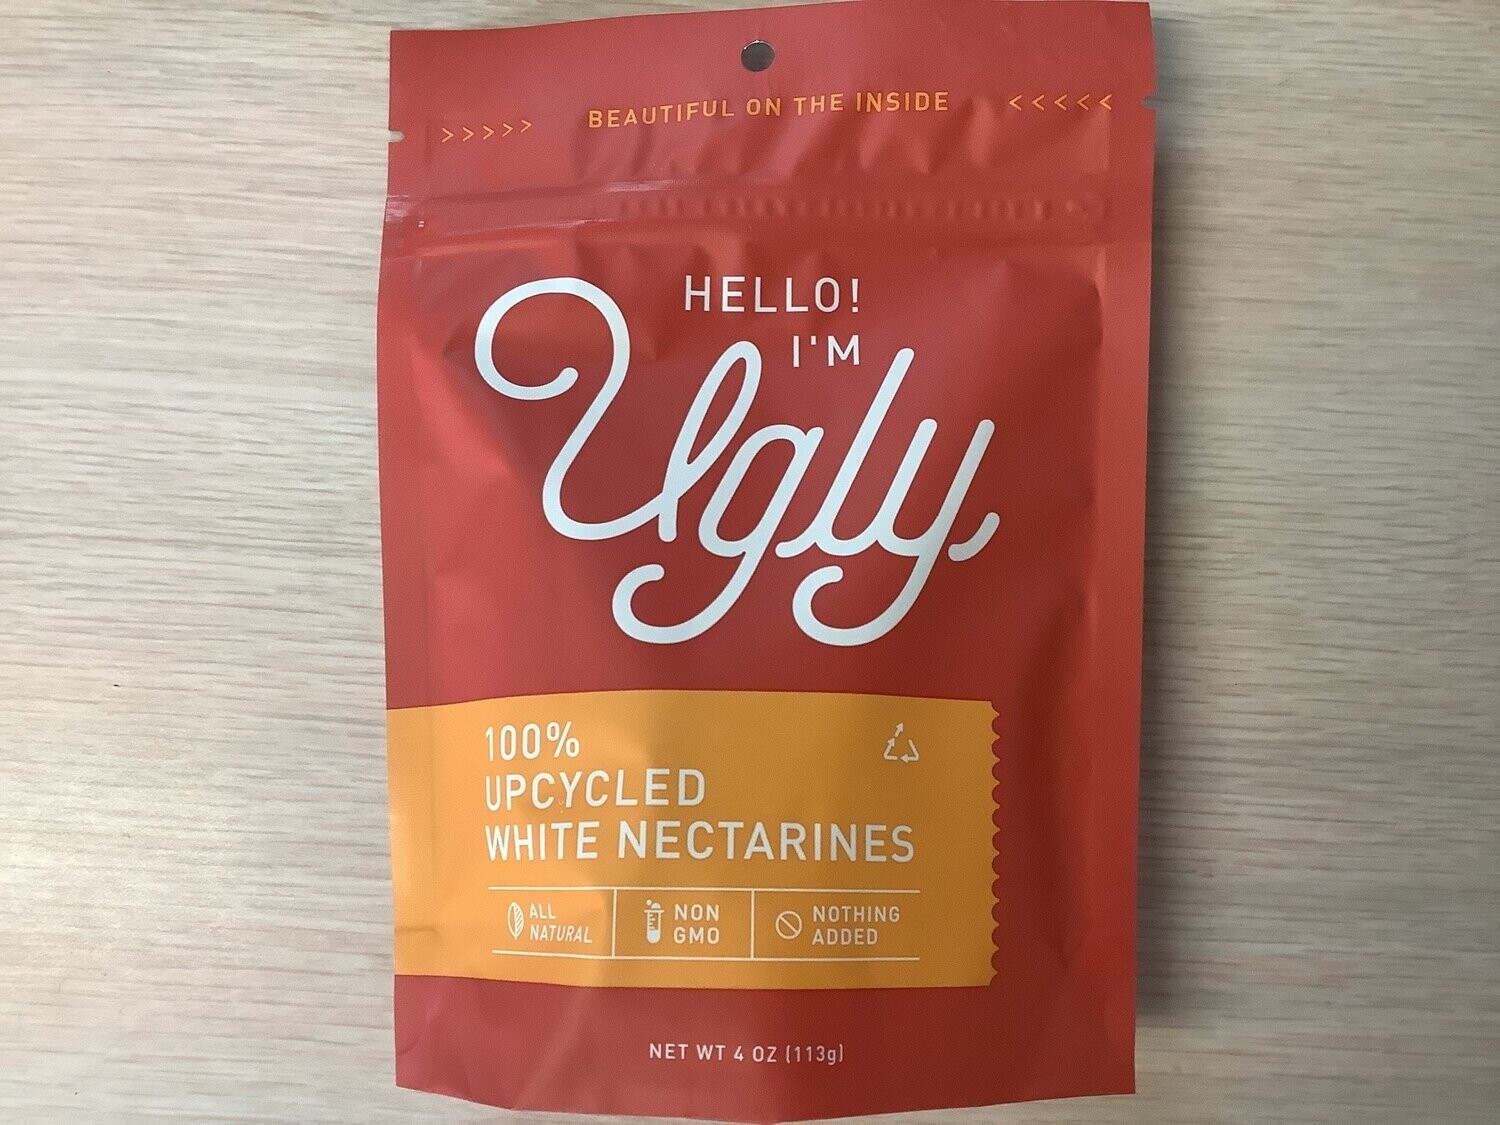 >>>>> BEAUTIFUL ON THE INSIDE <<<<<
HELLO!
I'M
Ugly
100%
UPCYCLED
WHITE NECTARINES
ALL NATURAL
NON GMO
NOTHING ADDED
NET WT 4 OZ (113g)